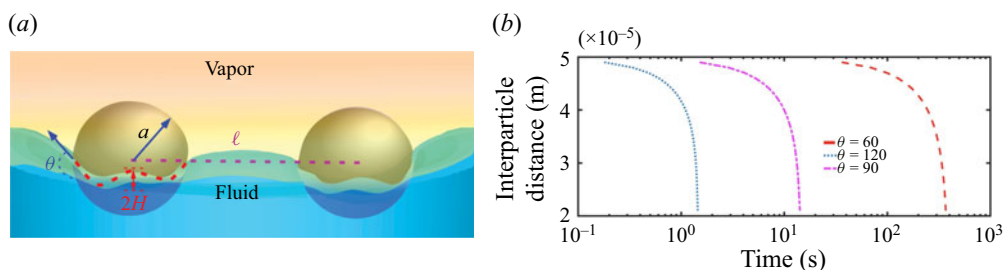 (a)
Vapor
a
ℓ
θ
Fluid
2H
(b)
(×10⁻⁵)
5
4
3
2
Interparticle
distance (m)
θ = 60
θ = 120
θ = 90
10⁻¹ 10⁰ 10¹ 10² 10³
Time (s)